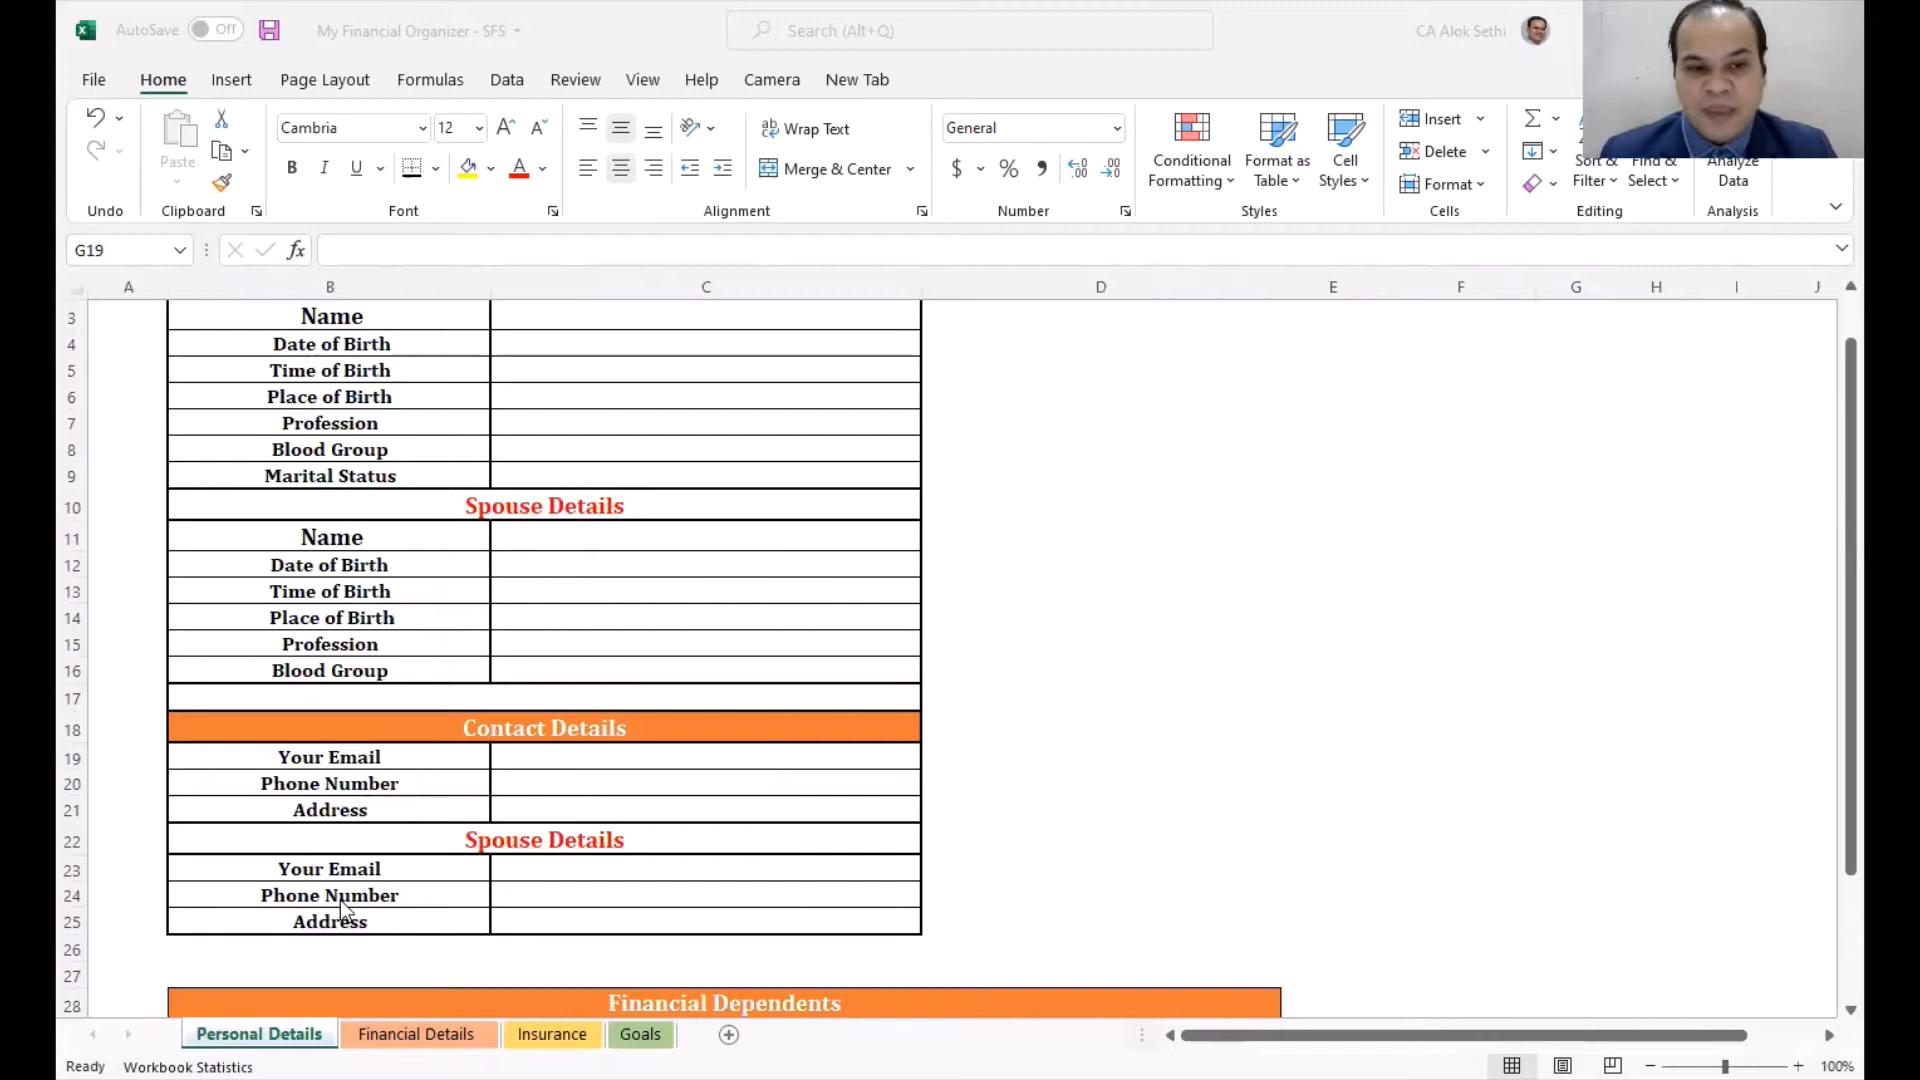 AutoSave Off My Financial Organizer - SFS Search (Alt+Q) CA Alok Sethi
File Home Insert Page Layout Formulas Data Review View Help Camera New Tab
Cambria 12 Wrap Text General Insert
Paste B I U A Merge & Center $ % Conditional Formatting Format as Table Cell Styles Delete Format Sort & Filter Find & Select Analyze Data
Undo Clipboard Font Alignment Number Styles Cells Editing Analysis
G19 fx
A B C D E F G H I J
3 Name
4 Date of Birth
5 Time of Birth
6 Place of Birth
7 Profession
8 Blood Group
9 Marital Status
10 Spouse Details
11 Name
12 Date of Birth
13 Time of Birth
14 Place of Birth
15 Profession
16 Blood Group
17
18 Contact Details
19 Your Email
20 Phone Number
21 Address
22 Spouse Details
23 Your Email
24 Phone Number
25 Address
26
27
28 Financial Dependents
Personal Details Financial Details Insurance Goals
Ready Workbook Statistics 100%